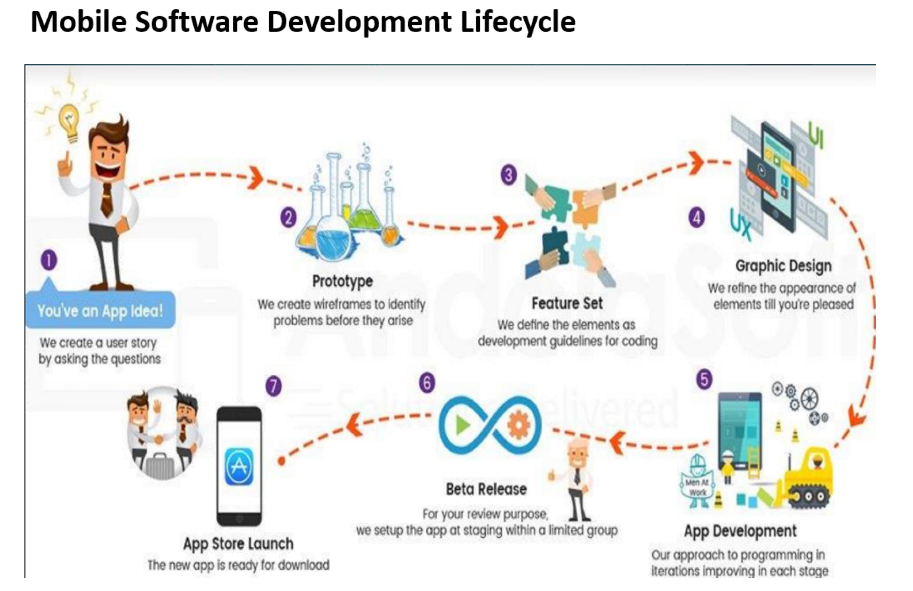 Mobile Software Development Lifecycle
1
You've an App Idea!
We create a user story
by asking the questions
2
Prototype
We create wireframes to identify
problems before they arise
3
Feature Set
We define the elements as
development guidelines for coding
4
UI
UX
Graphic Design
We refine the appearance of
elements till you're pleased
5
Men At
Work
App Development
Our approach to programming in
iterations improving in each stage
6
Beta Release
For your review purpose,
we setup the app at staging within a limited group
7
App Store Launch
The new app is ready for download